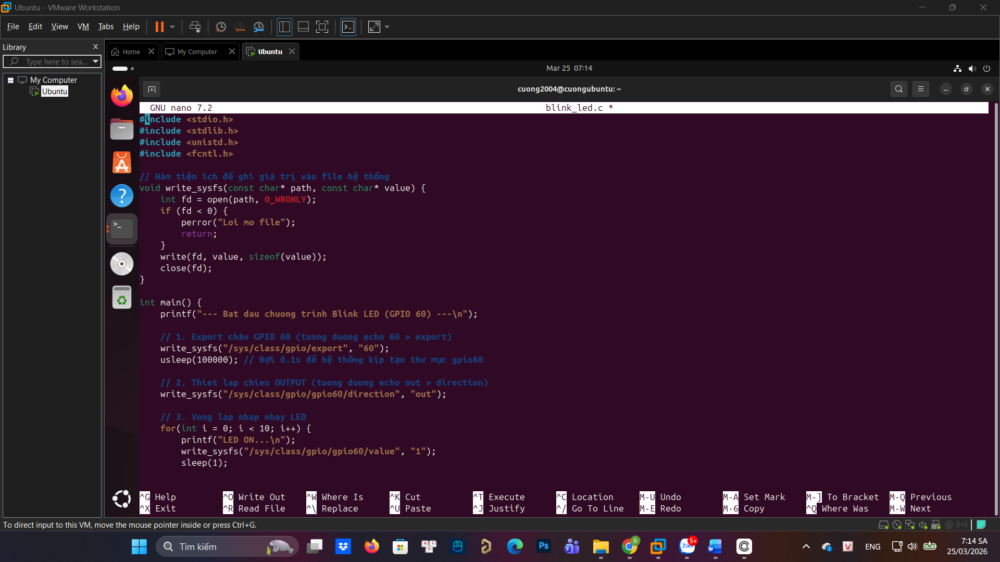 Ubuntu - VMware Workstation
File Edit View VM Tabs Help
Library
Type here to sea...
My Computer
Ubuntu
Home
My Computer
Ubuntu
Mar 25 07:14
cuong2004@cuongubuntu: ~
GNU nano 7.2 blink_led.c *
#include <stdio.h>
#include <stdlib.h>
#include <unistd.h>
#include <fcntl.h>
// Hàm tiện ích để ghi giá trị vào file hệ thống
void write_sysfs(const char* path, const char* value) {
    int fd = open(path, O_WRONLY);
    if (fd < 0) {
        perror("Loi mo file");
        return;
    }
    write(fd, value, sizeof(value));
    close(fd);
}
int main() {
    printf("--- Bat dau chuong trinh Blink LED (GPIO 60) ---\n");
    // 1. Export chân GPIO 60 (tuong duong echo 60 > export)
    write_sysfs("/sys/class/gpio/export", "60");
    usleep(100000); // Đợi 0.1s để hệ thống kịp tạo thư mục gpio60
    // 2. Thiet lap chieu OUTPUT (tuong duong echo out > direction)
    write_sysfs("/sys/class/gpio/gpio60/direction", "out");
    // 3. Vong lap nhap nhay LED
    for(int i = 0; i < 10; i++) {
        printf("LED ON...\n");
        write_sysfs("/sys/class/gpio/gpio60/value", "1");
        sleep(1);
^G Help ^O Write Out ^W Where Is ^K Cut ^T Execute ^C Location M-U Undo M-A Set Mark M-] To Bracket M-Q Previous
^X Exit ^R Read File ^\ Replace ^U Paste ^J Justify ^/ Go To Line M-E Redo M-6 Copy ^Q Where Was M-W Next
To direct input to this VM, move the mouse pointer inside or press Ctrl+G.
Tìm kiếm
Ps
Zalo
5+
B
ENG
7:14 SA
25/03/2026